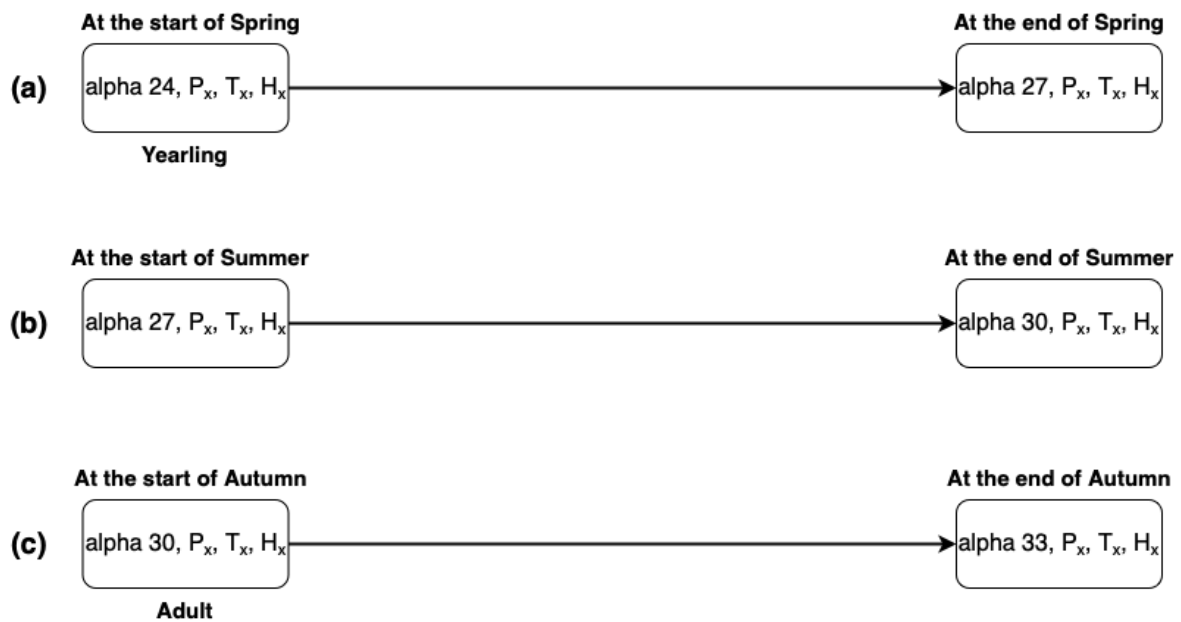 At the start of Spring At the end of Spring
(a) alpha 24, Px, Tx, Hx alpha 27, Px, Tx, Hx
Yearling
At the start of Summer At the end of Summer
(b) alpha 27, Px, Tx, Hx alpha 30, Px, Tx, Hx
At the start of Autumn At the end of Autumn
(c) alpha 30, Px, Tx, Hx alpha 33, Px, Tx, Hx
Adult